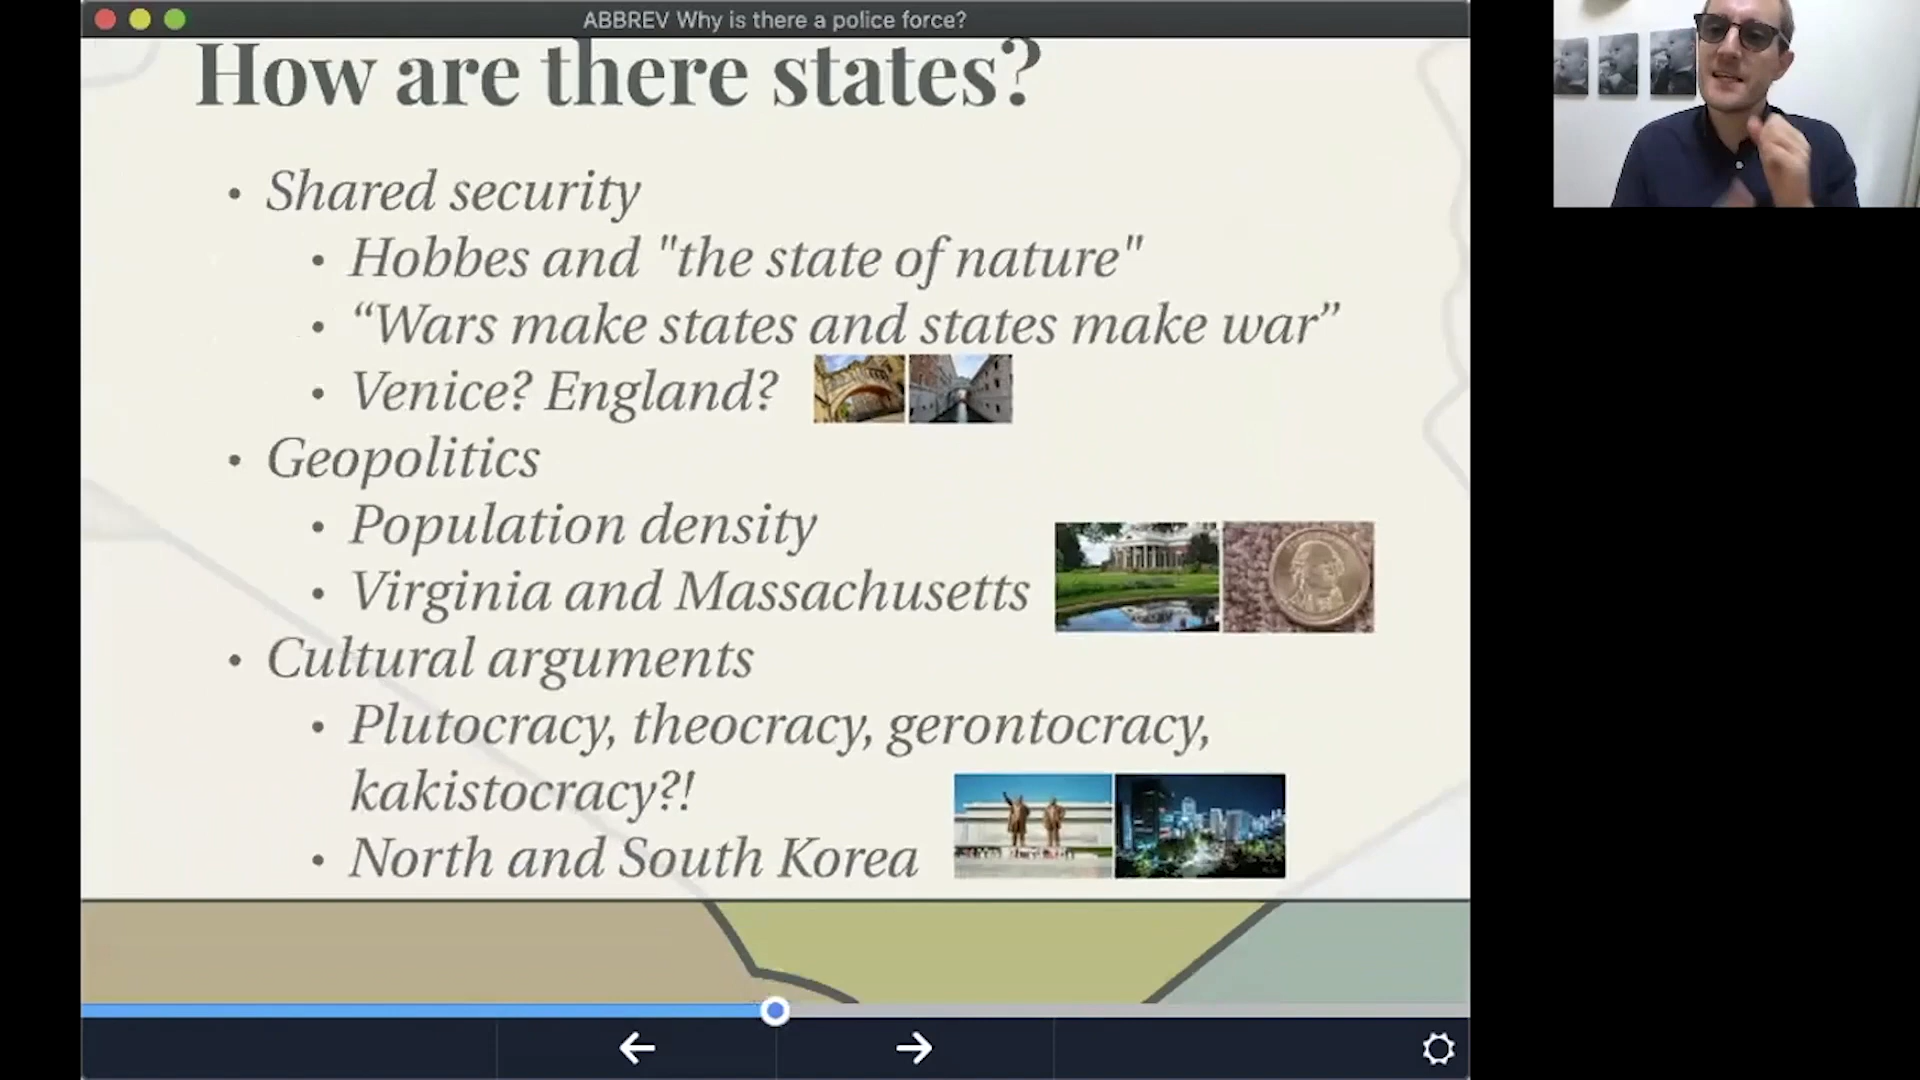 ABBREV Why is there a police force?
How are there states?
• Shared security
• Hobbes and "the state of nature"
• “Wars make states and states make war”
• Venice? England?
• Geopolitics
• Population density
• Virginia and Massachusetts
• Cultural arguments
• Plutocracy, theocracy, gerontocracy,
kakistocracy?!
• North and South Korea